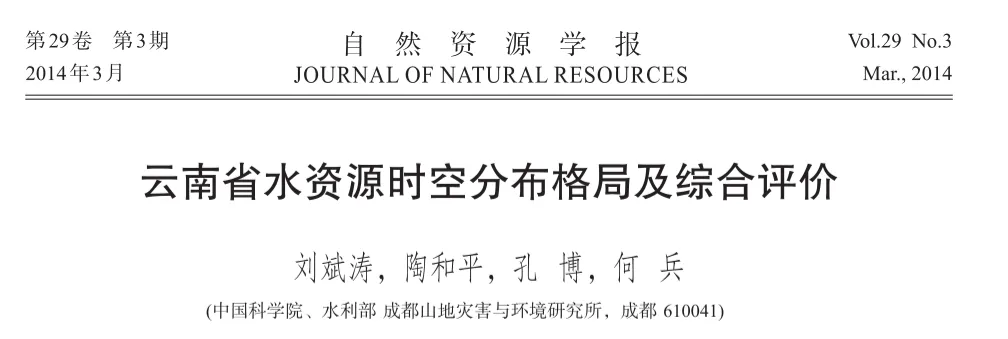 第29卷 第3期 自然资源学报 Vol.29 No.3
2014年3月 JOURNAL OF NATURAL RESOURCES Mar., 2014
云南省水资源时空分布格局及综合评价
刘斌涛，陶和平，孔 博，何 兵
(中国科学院、水利部 成都山地灾害与环境研究所，成都 610041)